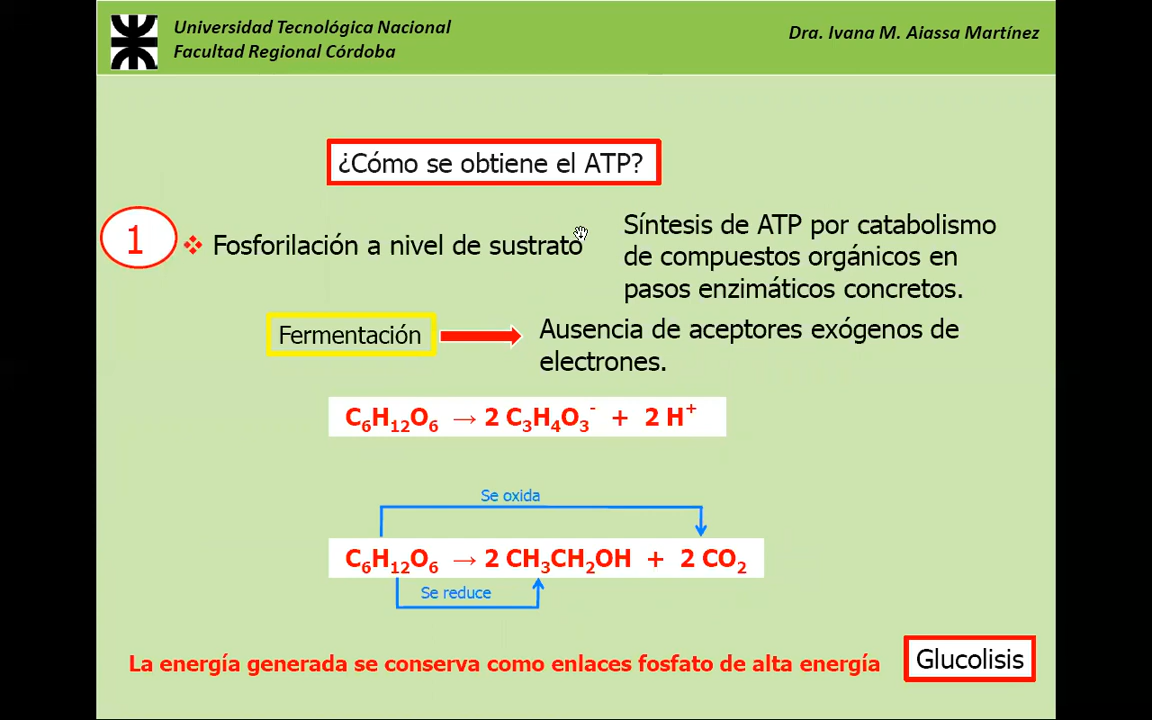 Universidad Tecnológica Nacional
Facultad Regional Córdoba
Dra. Ivana M. Aiassa Martínez
¿Cómo se obtiene el ATP?
1
❖ Fosforilación a nivel de sustrato
Síntesis de ATP por catabolismo
de compuestos orgánicos en
pasos enzimáticos concretos.
Fermentación
Ausencia de aceptores exógenos de
electrones.
C₆H₁₂O₆ → 2 C₃H₄O₃⁻ + 2 H⁺
Se oxida
C₆H₁₂O₆ → 2 CH₃CH₂OH + 2 CO₂
Se reduce
La energía generada se conserva como enlaces fosfato de alta energía
Glucolisis